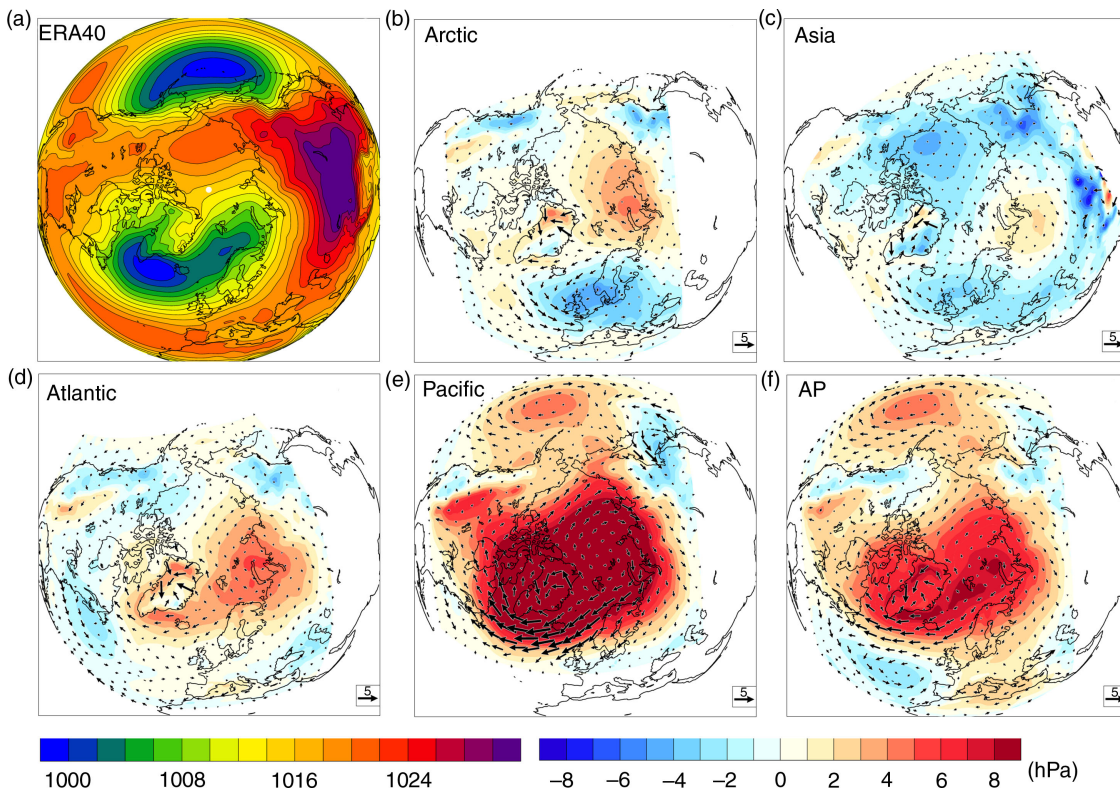 (a) ERA40
(b) Arctic
(c) Asia
5
5
(d) Atlantic
(e) Pacific
(f) AP
5
5
5
1000 1008 1016 1024
−8 −6 −4 −2 0 2 4 6 8 (hPa)